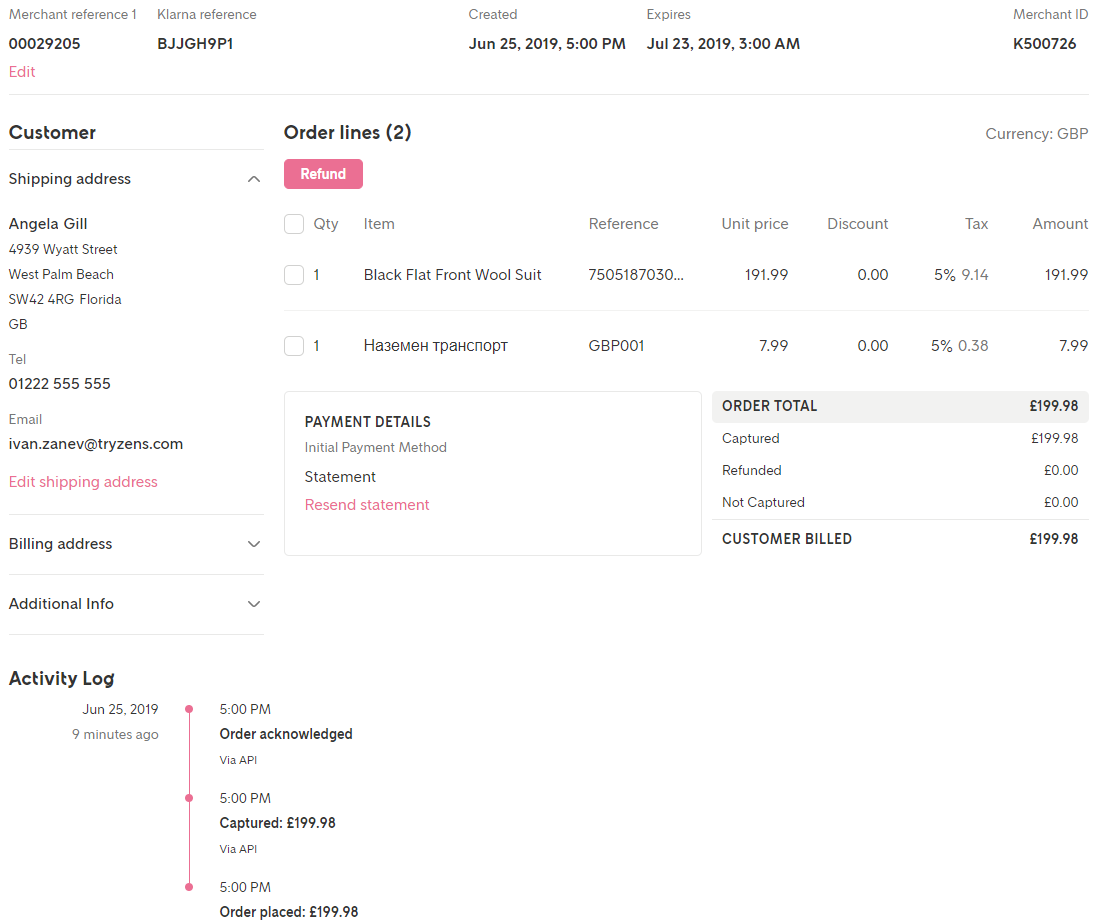 Merchant reference 1 Klarna reference Created Expires Merchant ID
00029205 BJJGH9P1 Jun 25, 2019, 5:00 PM Jul 23, 2019, 3:00 AM K500726
Edit
Customer
Shipping address
Angela Gill
4939 Wyatt Street
West Palm Beach
SW42 4RG Florida
GB
Tel
01222 555 555
Email
ivan.zanev@tryzens.com
Edit shipping address
Billing address
Additional Info
Order lines (2) Currency: GBP
Refund
Qty Item Reference Unit price Discount Tax Amount
1 Black Flat Front Wool Suit 7505187030... 191.99 0.00 5% 9.14 191.99
1 Наземен транспорт GBP001 7.99 0.00 5% 0.38 7.99
PAYMENT DETAILS
Initial Payment Method
Statement
Resend statement
ORDER TOTAL £199.98
Captured £199.98
Refunded £0.00
Not Captured £0.00
CUSTOMER BILLED £199.98
Activity Log
Jun 25, 2019 5:00 PM
9 minutes ago Order acknowledged
Via API
5:00 PM
Captured: £199.98
Via API
5:00 PM
Order placed: £199.98